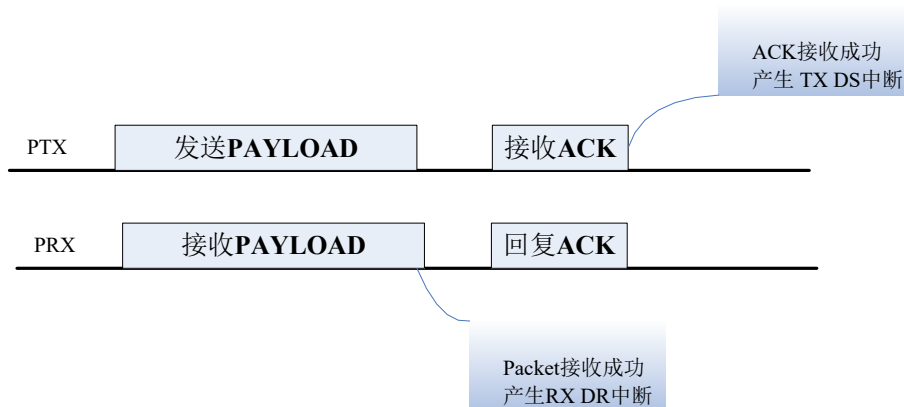 ACK接收成功
产生 TX DS中断
PTX
发送PAYLOAD
接收ACK
PRX
接收PAYLOAD
回复ACK
Packet接收成功
产生RX DR中断